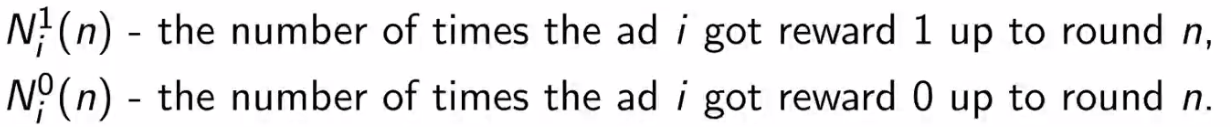 N_i^1(n) - the number of times the ad i got reward 1 up to round n,
N_i^0(n) - the number of times the ad i got reward 0 up to round n.